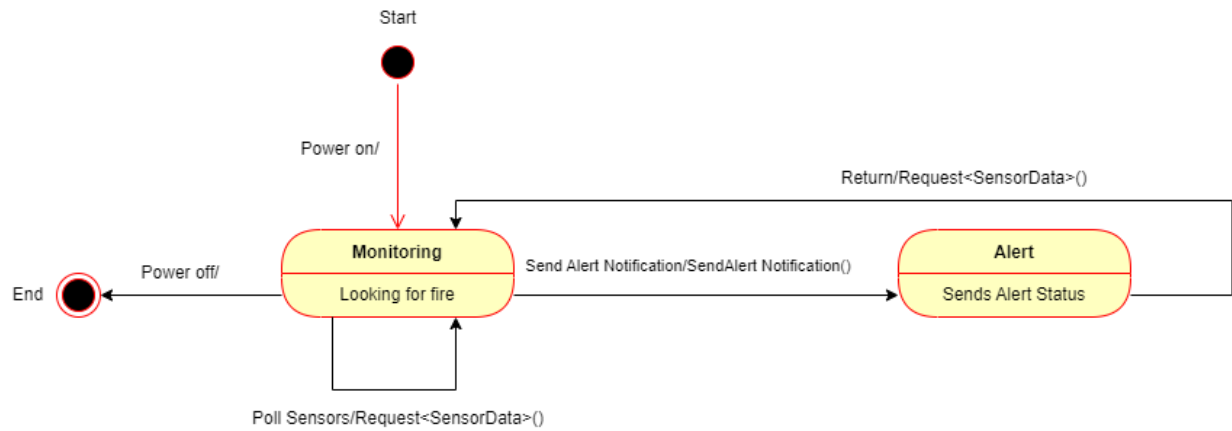 Start
Power on/
Return/Request<SensorData>()
Monitoring
Looking for fire
Send Alert Notification/SendAlert Notification()
Alert
Sends Alert Status
Power off/
End
Poll Sensors/Request<SensorData>()